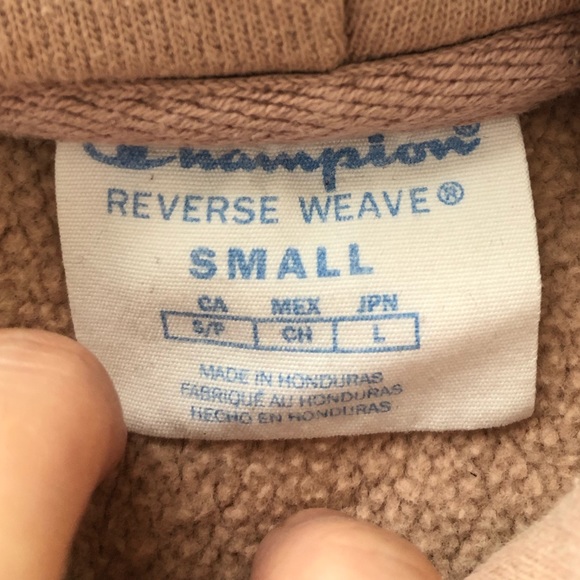 Champion®
REVERSE WEAVE®
SMALL
CA MEX JPN
S/P CH L
MADE IN HONDURAS
FABRIQUÉ AU HONDURAS
HECHO EN HONDURAS